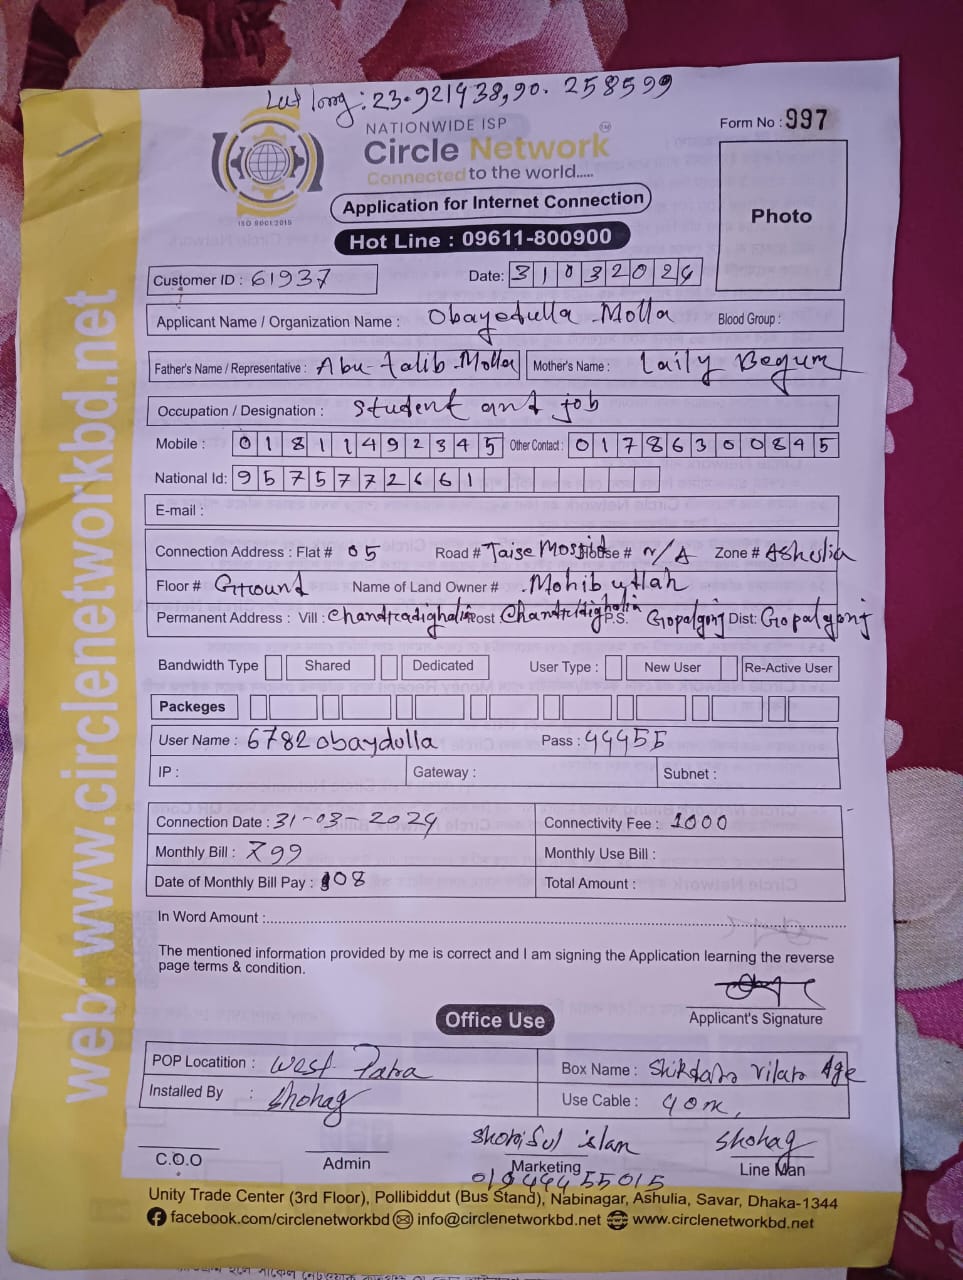 Lat long: 23.921438,90.258599
NATIONWIDE ISP
Form No : 997
Circle Network TM
Connected to the world.....
ISO 9001:2015
Application for Internet Connection
Photo
Hot Line : 09611-800900
Customer ID : 61937 Date: 31032024
Applicant Name / Organization Name : Obayedulla Molla Blood Group :
Father's Name / Representative : Abu-talib-Molla Mother's Name : Laily Begum
Occupation / Designation : Student and job
Mobile : 01811492345 Other Contact : 01786300845
National Id: 9575772661
E-mail :
Connection Address : Flat # 05 Road # House # N/A Zone # Ashulia
Floor # Ground Name of Land Owner # Mohibullah
Permanent Address : Vill : Chandradighalia Post : Chandradighalia P.S. Gopalgonj Dist: Gopalgonj
Bandwidth Type Shared Dedicated User Type : New User Re-Active User
Packeges
User Name : 6782obaydulla Pass : 44455
IP : Gateway : Subnet :
Connection Date : 31-03-2024 Connectivity Fee : 1000
Monthly Bill : 799 Monthly Use Bill :
Date of Monthly Bill Pay : 08 Total Amount :
In Word Amount :
The mentioned information provided by me is correct and I am signing the Application learning the reverse
page terms & condition.
Applicant's Signature
Office Use
POP Locatition : West Para Box Name :
Installed By : Shohag Use Cable : 40m,
Shoriful islam Shohag
C.O.O Admin Marketing Line Man
Unity Trade Center (3rd Floor), Pollibiddut (Bus Stand), Nabinagar, Ashulia, Savar, Dhaka-1344
facebook.com/circlenetworkbd info@circlenetworkbd.net www.circlenetworkbd.net
web: www.circlenetworkbd.net